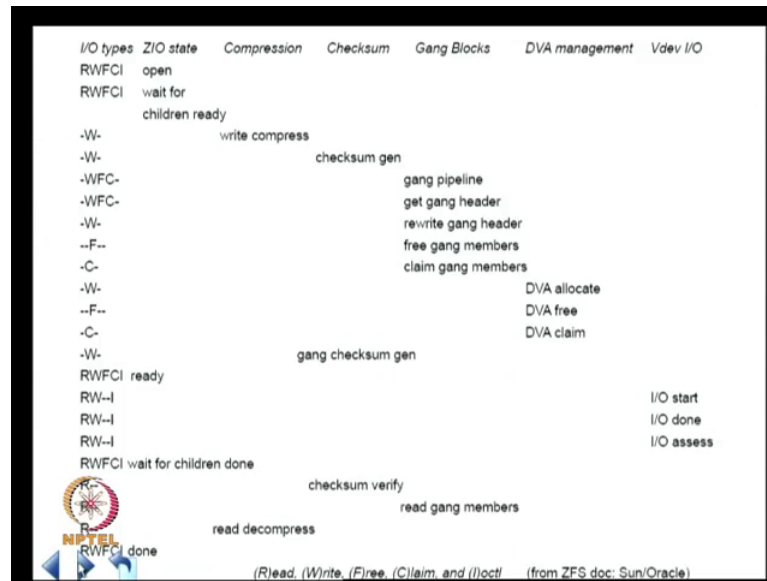 I/O types ZIO state Compression Checksum Gang Blocks DVA management Vdev I/O
RWFCI open
RWFCI wait for
children ready
-W- write compress
-W- checksum gen
-WFC- gang pipeline
-WFC- get gang header
-W- rewrite gang header
--F-- free gang members
-C- claim gang members
-W- DVA allocate
--F-- DVA free
-C- DVA claim
-W- gang checksum gen
RWFCI ready
RW--I I/O start
RW--I I/O done
RW--I I/O assess
RWFCI wait for children done
R-- checksum verify
read gang members
R-- read decompress
NPTEL
RWFCI done
(R)ead, (W)rite, (F)ree, (C)laim, and (I)octl (from ZFS doc: Sun/Oracle)